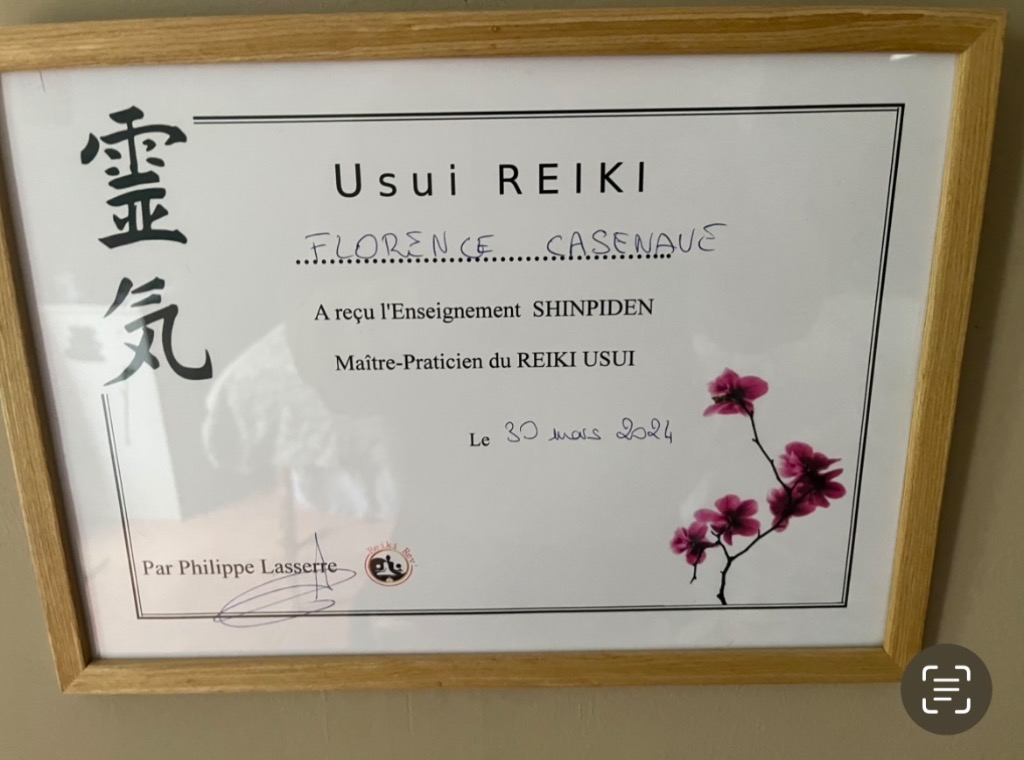 霊気
Usui REIKI
FLORENCE CASENAVE
A reçu l'Enseignement SHINPIDEN
Maître-Praticien du REIKI USUI
Le 30 mars 2024
Par Philippe Lasserre